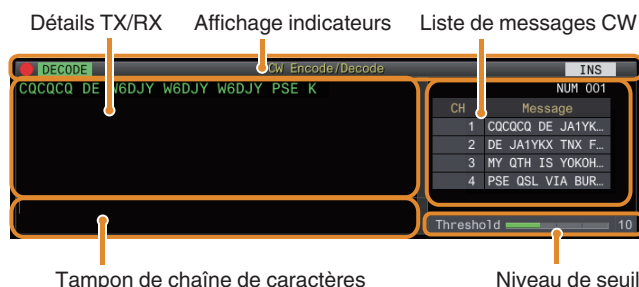 Détails TX/RX Affichage indicateurs Liste de messages CW
DECODE CW Encode/Decode INS
CQCQCQ DE W6DJY W6DJY W6DJY PSE K
NUM 001
CH Message
1 CQCQCQ DE JA1YK…
2 DE JA1YKX TNX F…
3 MY QTH IS YOKOH…
4 PSE QSL VIA BUR…
Threshold 10
Tampon de chaîne de caractères Niveau de seuil